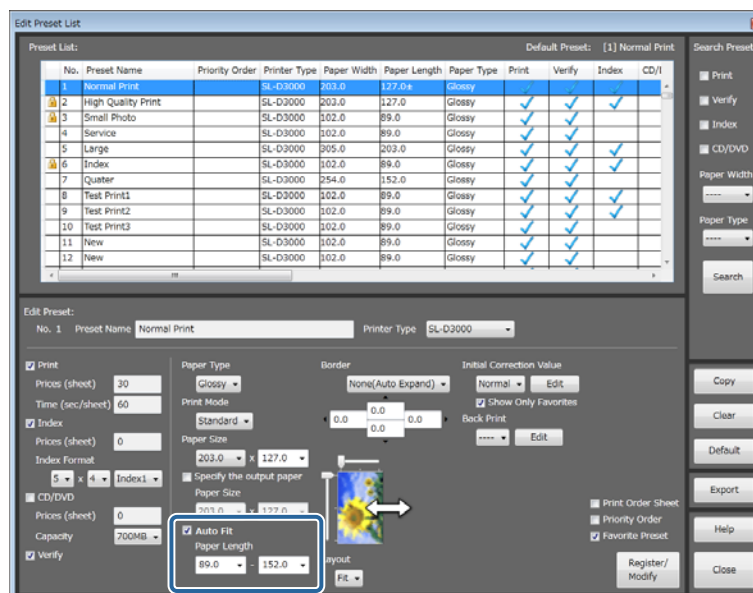 Edit Preset List
Preset List: Default Preset: [1] Normal Print
No. Preset Name Priority Order Printer Type Paper Width Paper Length Paper Type Print Verify Index
1 Normal Print SL-D3000 203.0 127.0± Glossy
2 High Quality Print SL-D3000 203.0 127.0 Glossy
3 Small Photo SL-D3000 102.0 89.0 Glossy
4 Service SL-D3000 102.0 89.0 Glossy
5 Large SL-D3000 305.0 203.0 Glossy
6 Index SL-D3000 102.0 89.0 Glossy
7 Quater SL-D3000 254.0 152.0 Glossy
8 Test Print1 SL-D3000 102.0 89.0 Glossy
9 Test Print2 SL-D3000 102.0 89.0 Glossy
10 Test Print3 SL-D3000 102.0 89.0 Glossy
11 New SL-D3000 102.0 89.0 Glossy
12 New SL-D3000 102.0 89.0 Glossy
Search Preset
Print
Verify
Index
CD/DVD
Paper Width
----
Paper Type
----
Search
Edit Preset:
No. 1 Preset Name Normal Print Printer Type SL-D3000
Print
Prices (sheet) 30
Time (sec/sheet) 60
Index
Prices (sheet) 0
Index Format
5 x 4 Index1
CD/DVD
Prices (sheet) 0
Capacity 700MB
Verify
Paper Type
Glossy
Print Mode
Standard
Paper Size
203.0 x 127.0
Specify the output paper
Paper Size
203.0 x 127.0
Auto Fit
Paper Length
89.0 - 152.0
Border
None(Auto Expand)
0.0
0.0 0.0
0.0
Layout
Fit
Initial Correction Value
Normal Edit
Show Only Favorites
Back Print
---- Edit
Print Order Sheet
Priority Order
Favorite Preset
Register/
Modify
Copy
Clear
Default
Export
Help
Close